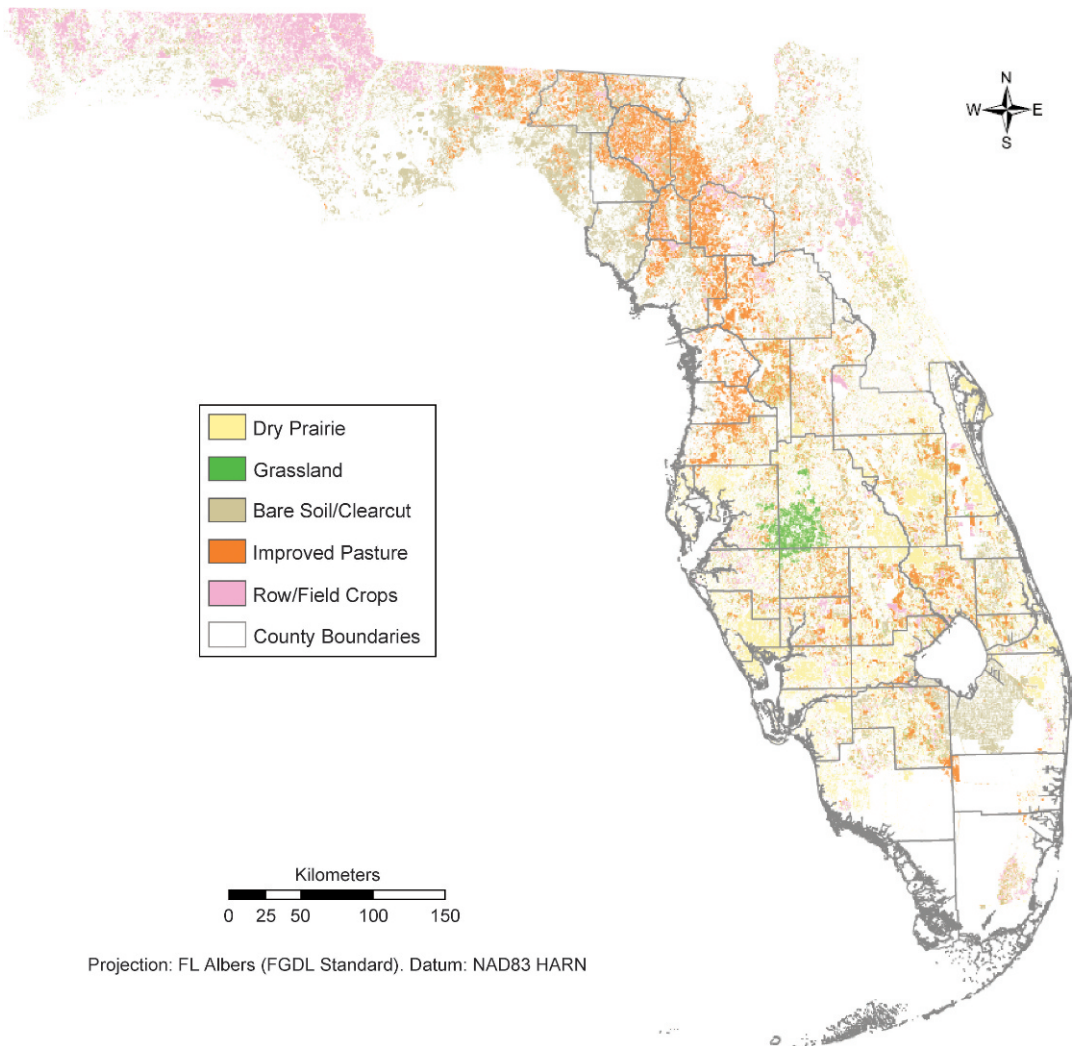 N
W E
S
Dry Prairie
Grassland
Bare Soil/Clearcut
Improved Pasture
Row/Field Crops
County Boundaries
Kilometers
0 25 50 100 150
Projection: FL Albers (FGDL Standard). Datum: NAD83 HARN